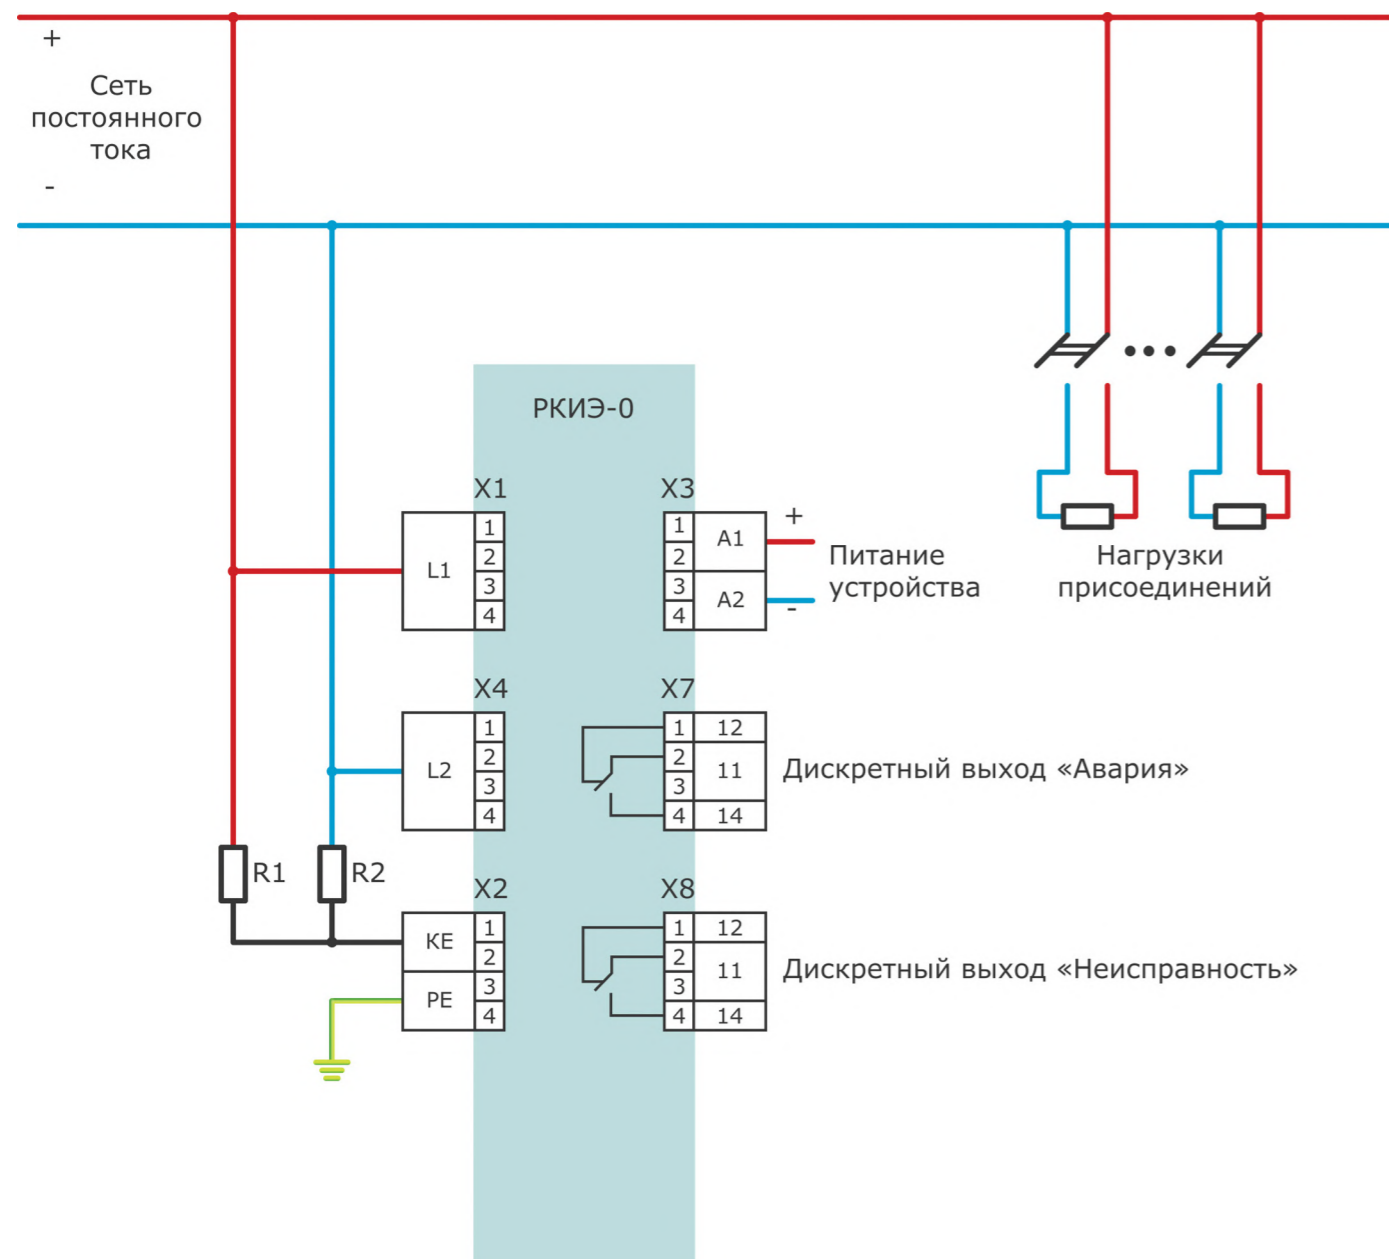 +
Сеть
постоянного
тока
-
РКИЭ-0
X1
1
2
3
4
L1
X3
1
2
3
4
A1
A2
+
-
Питание
устройства
Нагрузки
присоединений
X4
1
2
3
4
L2
X7
1
2
3
4
12
11
14
Дискретный выход «Авария»
R1
R2
X2
1
2
3
4
KE
PE
X8
1
2
3
4
12
11
14
Дискретный выход «Неисправность»